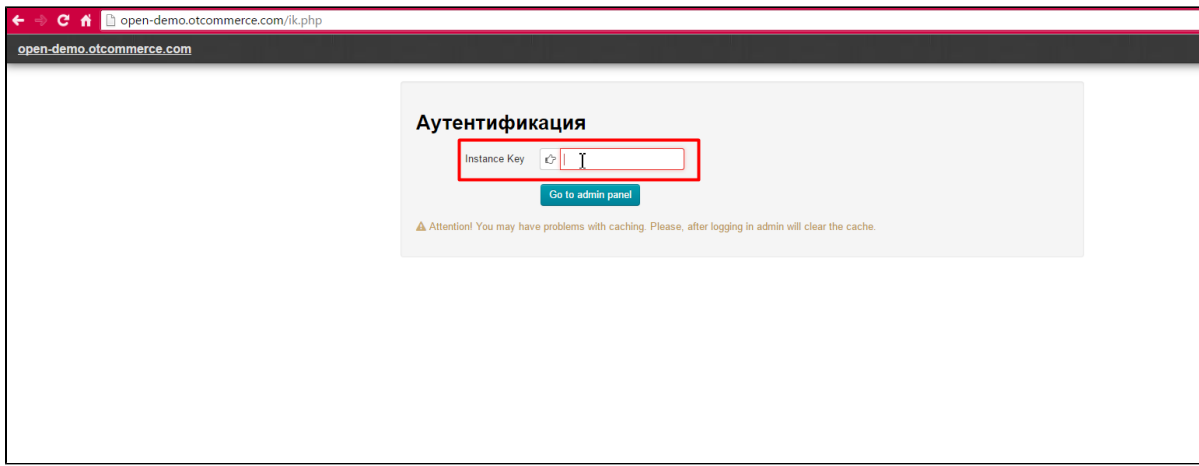 open-demo.otcommerce.com/ik.php
open-demo.otcommerce.com
Аутентификация
Instance Key
Go to admin panel
Attention! You may have problems with caching. Please, after logging in admin will clear the cache.